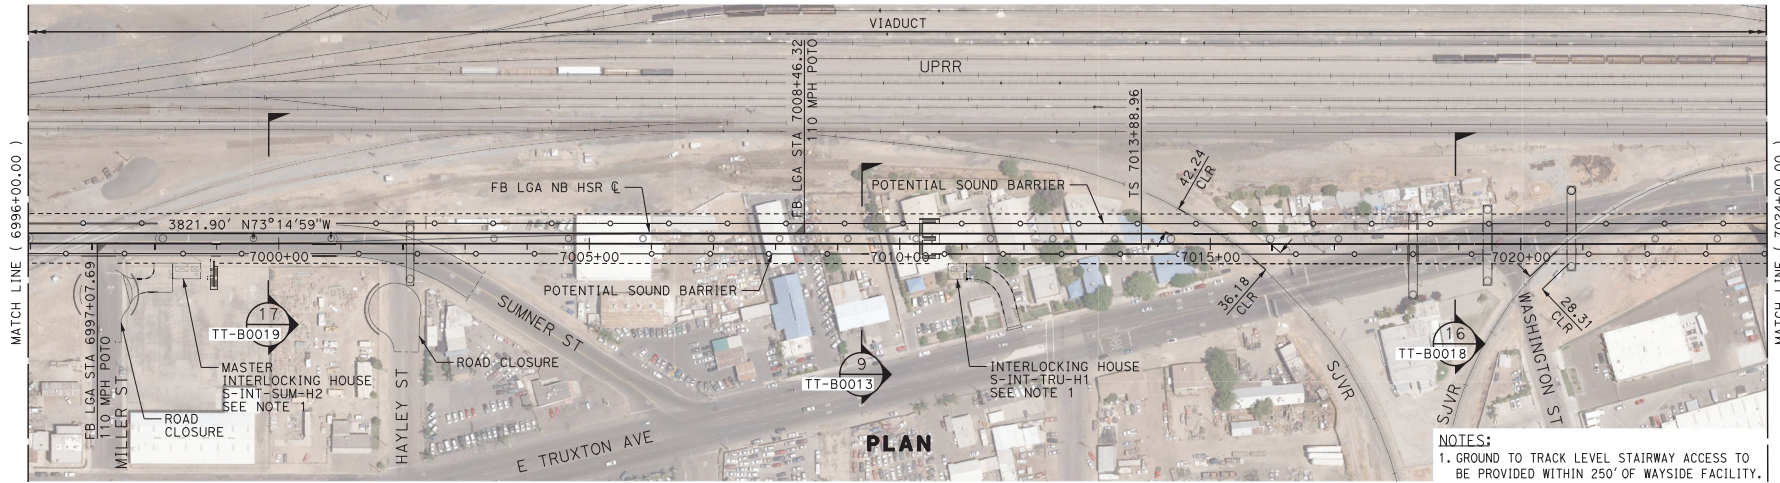 VIADUCT
UPRR
MATCH LINE ( 6996+00.00 )
MATCH LINE ( 7024+00.00 )
FB LGA STA 7008+46.32
110 MPH POTO
TS 7013+88.96
42.24
CLR
FB LGA NB HSR ℄
POTENTIAL SOUND BARRIER
3821.90' N73°14'59"W
7000+00
7005+00
7010+00
7015+00
7020+00
POTENTIAL SOUND BARRIER
FB LGA STA 6997+07.69
110 MPH POTO
SUMNER ST
36.18
CLR
28.31
CLR
17
TT-B0019
9
TT-B0013
16
TT-B0018
ROAD CLOSURE
MASTER
INTERLOCKING HOUSE
S-INT-SUM-H2
SEE NOTE 1
INTERLOCKING HOUSE
S-INT-TRU-H1
SEE NOTE 1
ROAD
CLOSURE
MILLER ST
HAYLEY ST
E TRUXTON AVE
SJVR
SJVR
WASHINGTON ST
PLAN
NOTES:
1. GROUND TO TRACK LEVEL STAIRWAY ACCESS TO
BE PROVIDED WITHIN 250' OF WAYSIDE FACILITY.